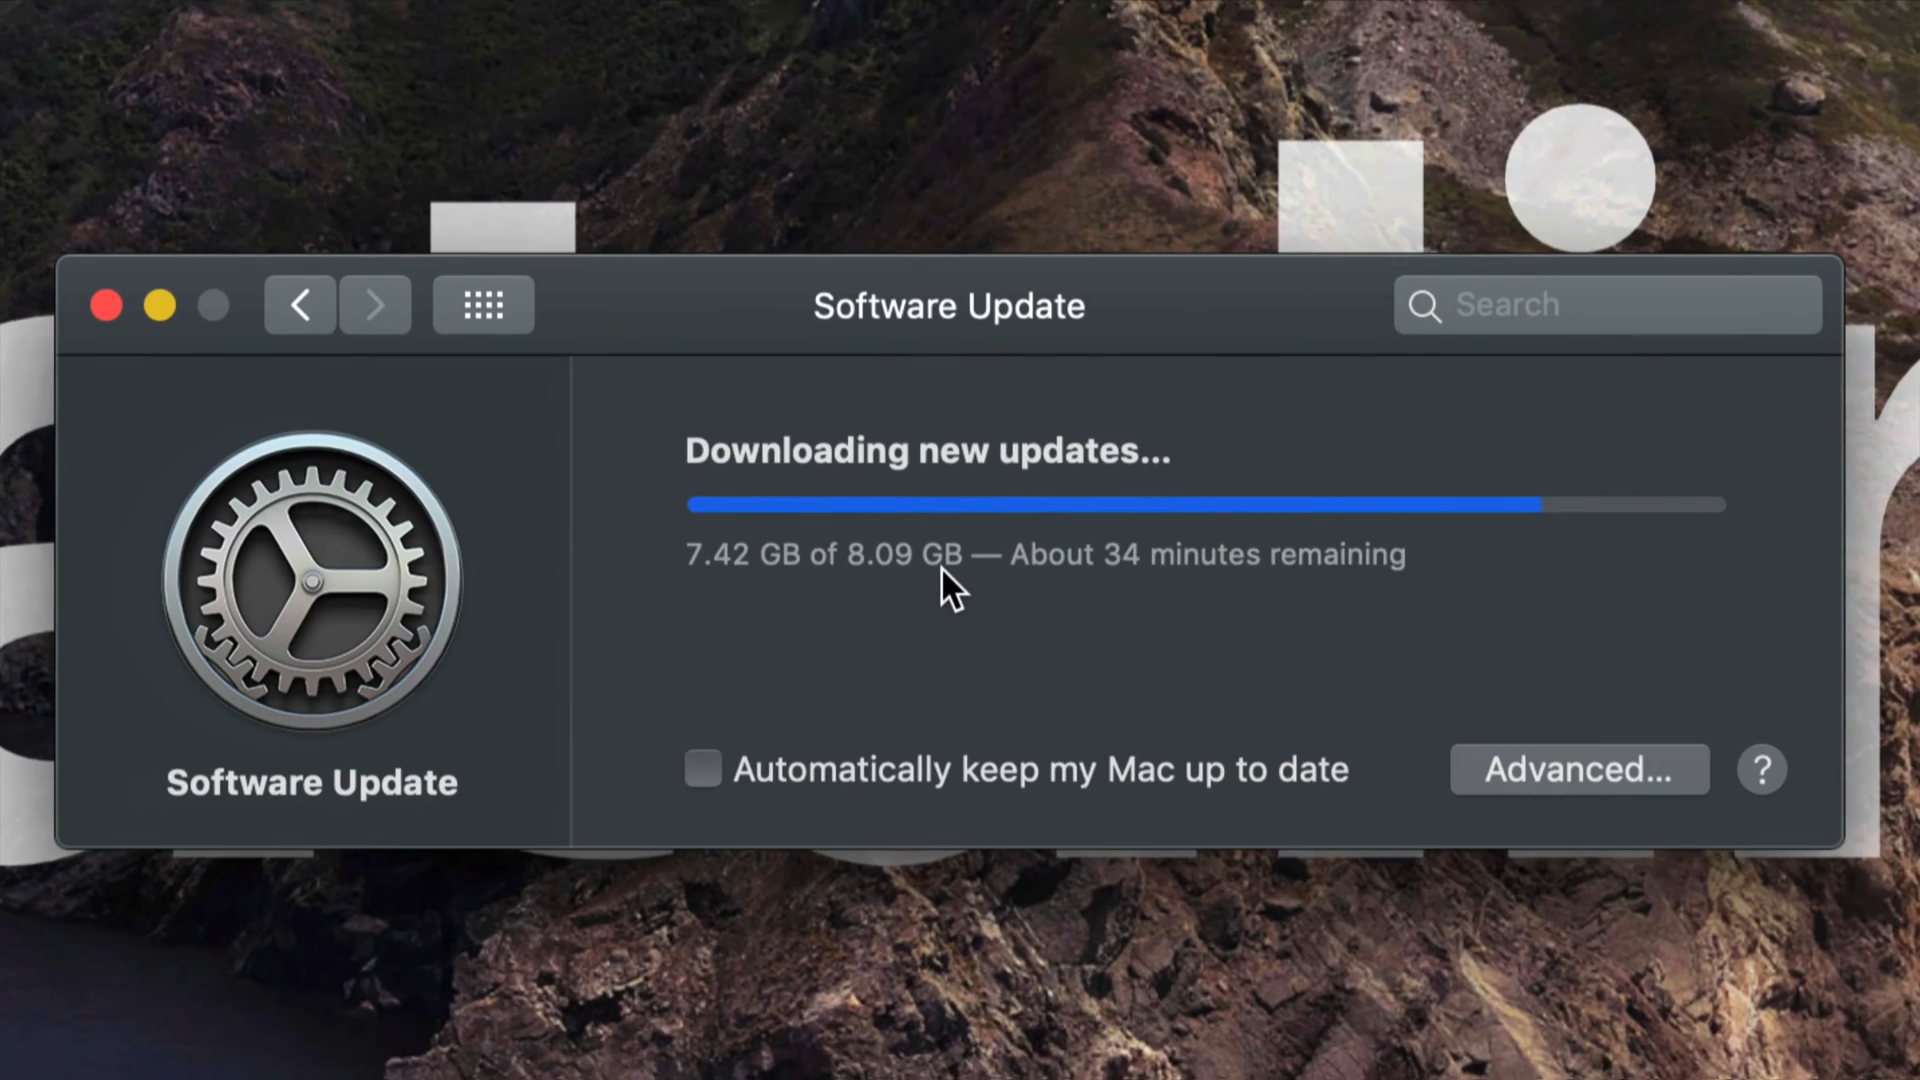 Software Update
Search
Downloading new updates...
7.42 GB of 8.09 GB — About 34 minutes remaining
Software Update
Automatically keep my Mac up to date
Advanced...
?